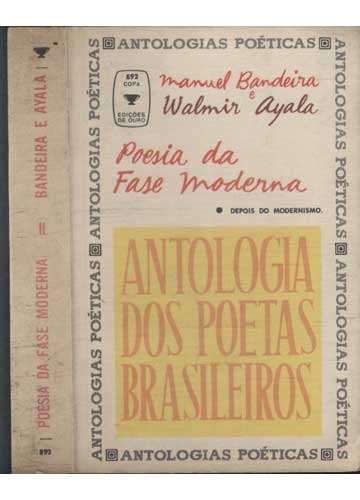 ANTOLOGIAS POÉTICAS
ANTOLOGIAS POÉTICAS
ANTOLOGIAS POÉTICAS
892
COPA
EDIÇÕES
DE OURO
manuel Bandeira
e
Walmir Ayala
Poesia da
Fase Moderna
● DEPOIS DO MODERNISMO.
ANTOLOGIA
DOS POETAS
BRASILEIROS
ANTOLOGIAS POÉTICAS
892 | POESIA DA FASE MODERNA = BANDEIRA E AYALA |